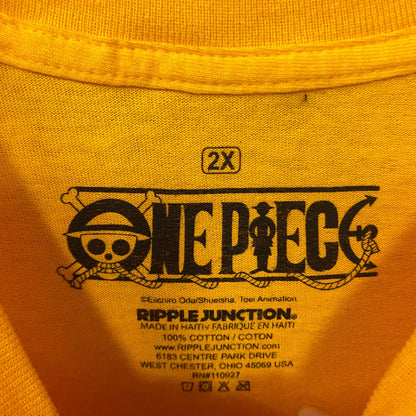 2X
ONE PIECE
©Eiichiro Oda/Shueisha, Toei Animation
RIPPLE JUNCTION.
MADE IN HAITI/ FABRIQUÉ EN HAITI
100% COTTON / COTON
www.RIPPLEJUNCTION.com
6183 CENTRE PARK DRIVE
WEST CHESTER, OHIO 45069 USA
RN#110927